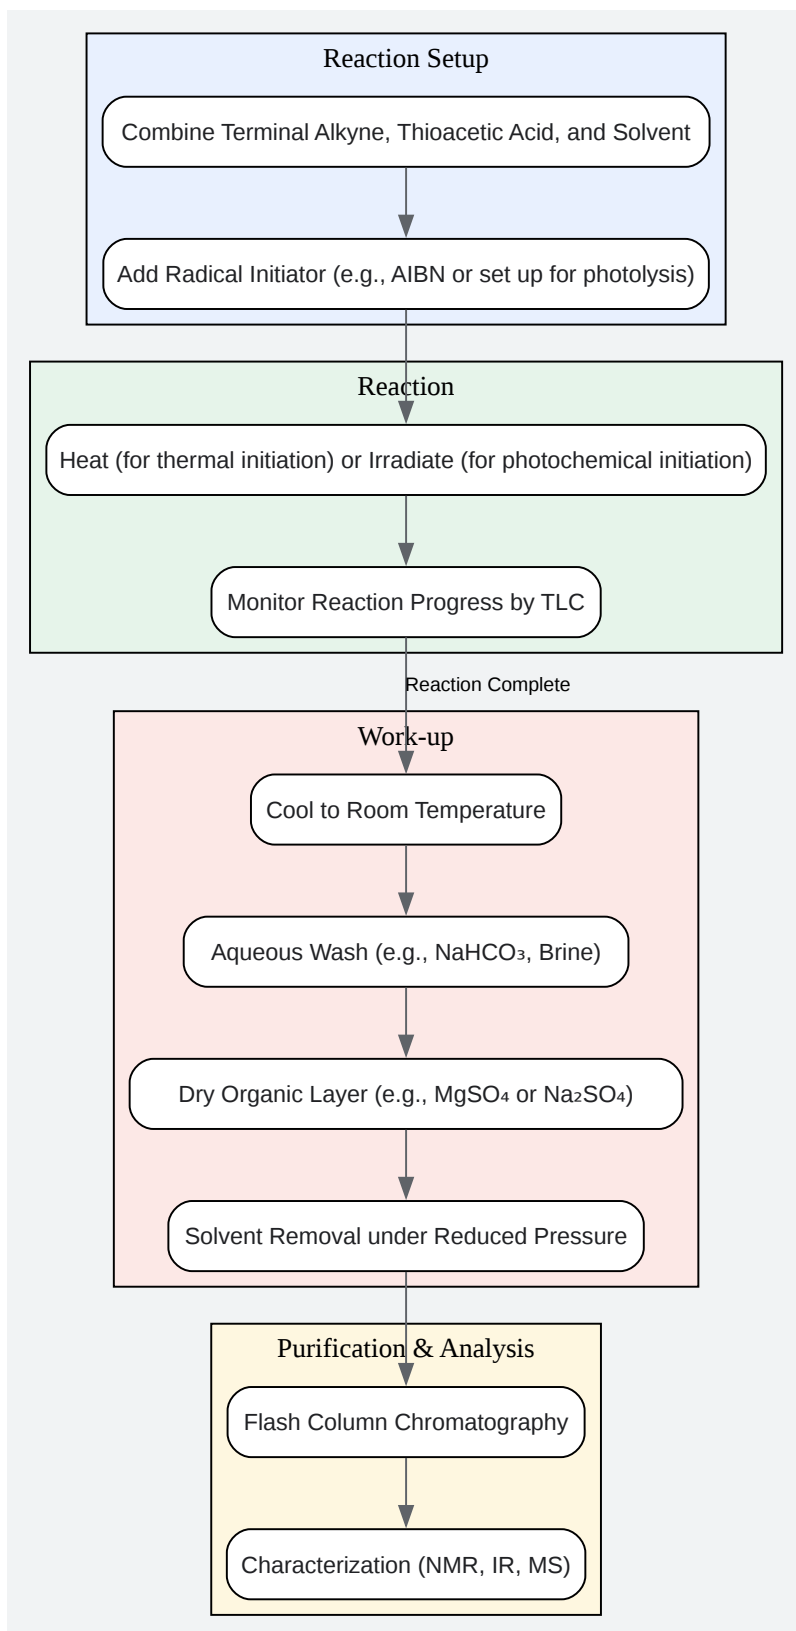 Reaction Setup
Combine Terminal Alkyne, Thioacetic Acid, and Solvent
Add Radical Initiator (e.g., AIBN or set up for photolysis)
Reaction
Heat (for thermal initiation) or Irradiate (for photochemical initiation)
Monitor Reaction Progress by TLC
Reaction Complete
Work-up
Cool to Room Temperature
Aqueous Wash (e.g., NaHCO₃, Brine)
Dry Organic Layer (e.g., MgSO₄ or Na₂SO₄)
Solvent Removal under Reduced Pressure
Purification & Analysis
Flash Column Chromatography
Characterization (NMR, IR, MS)